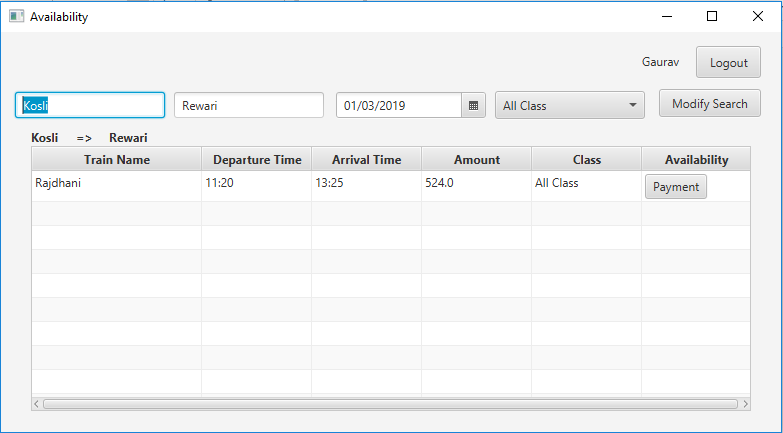 Availability
Gaurav Logout
Kosli Rewari 01/03/2019 All Class Modify Search
Kosli => Rewari
Train Name Departure Time Arrival Time Amount Class Availability
Rajdhani 11:20 13:25 524.0 All Class Payment